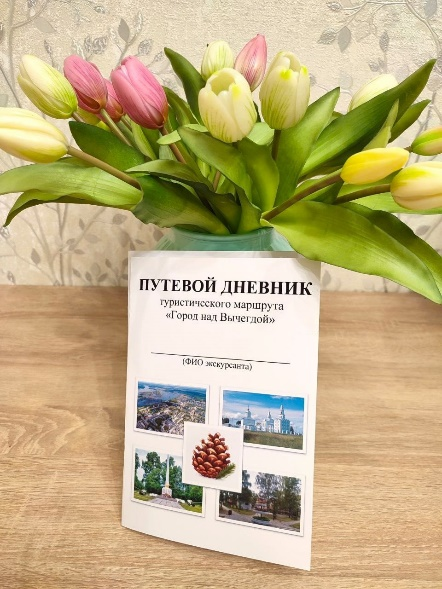 ПУТЕВОЙ ДНЕВНИК
туристического маршрута
«Город над Вычегдой»
(ФИО экскурсанта)